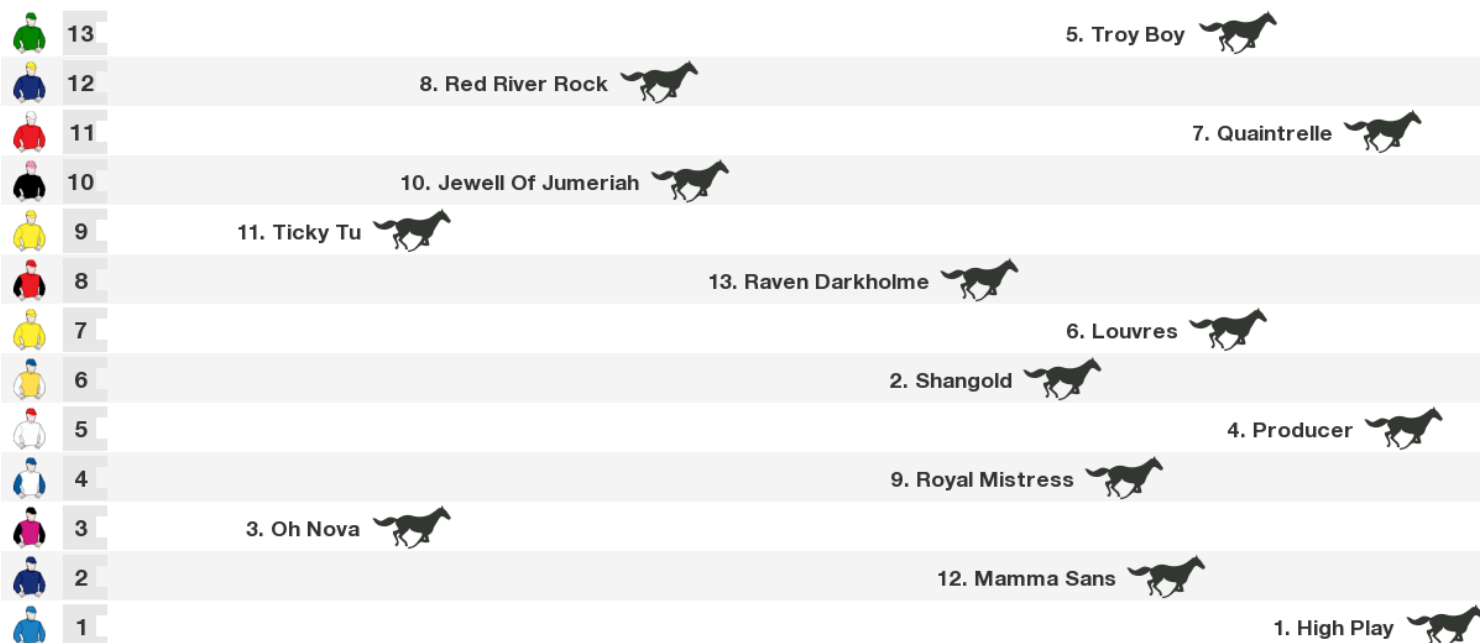 13 5. Troy Boy
12 8. Red River Rock
11 7. Quaintrelle
10 10. Jewell Of Jumeriah
9 11. Ticky Tu
8 13. Raven Darkholme
7 6. Louvres
6 2. Shangold
5 4. Producer
4 9. Royal Mistress
3 3. Oh Nova
2 12. Mamma Sans
1 1. High Play